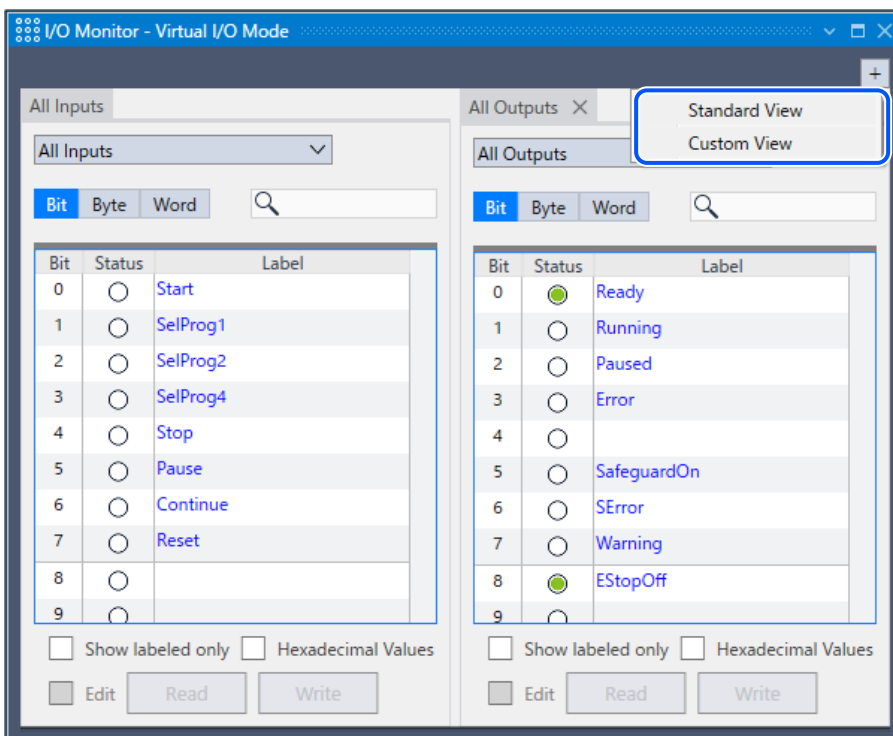 I/O Monitor - Virtual I/O Mode
+
All Inputs
All Inputs
Bit Byte Word
Bit Status Label
0 Start
1 SelProg1
2 SelProg2
3 SelProg4
4 Stop
5 Pause
6 Continue
7 Reset
8
9
Show labeled only Hexadecimal Values
Edit Read Write
All Outputs
Standard View
Custom View
All Outputs
Bit Byte Word
Bit Status Label
0 Ready
1 Running
2 Paused
3 Error
4
5 SafeguardOn
6 SError
7 Warning
8 EStopOff
9
Show labeled only Hexadecimal Values
Edit Read Write